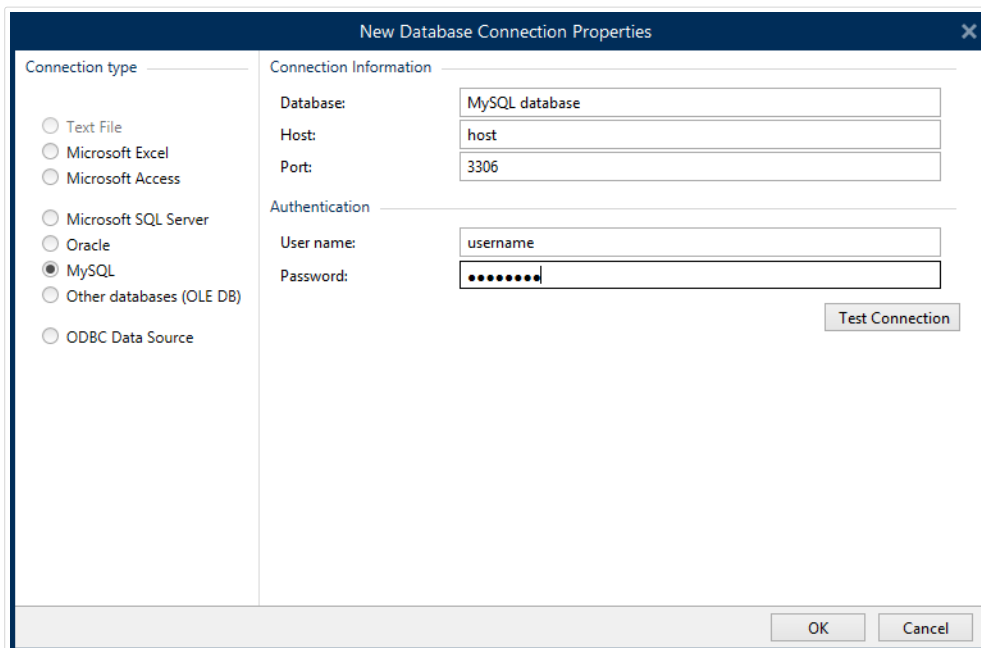 New Database Connection Properties
Connection type
Text File
Microsoft Excel
Microsoft Access
Microsoft SQL Server
Oracle
MySQL
Other databases (OLE DB)
ODBC Data Source
Connection Information
Database: MySQL database
Host: host
Port: 3306
Authentication
User name: username
Password: ●●●●●●●●
Test Connection
OK Cancel